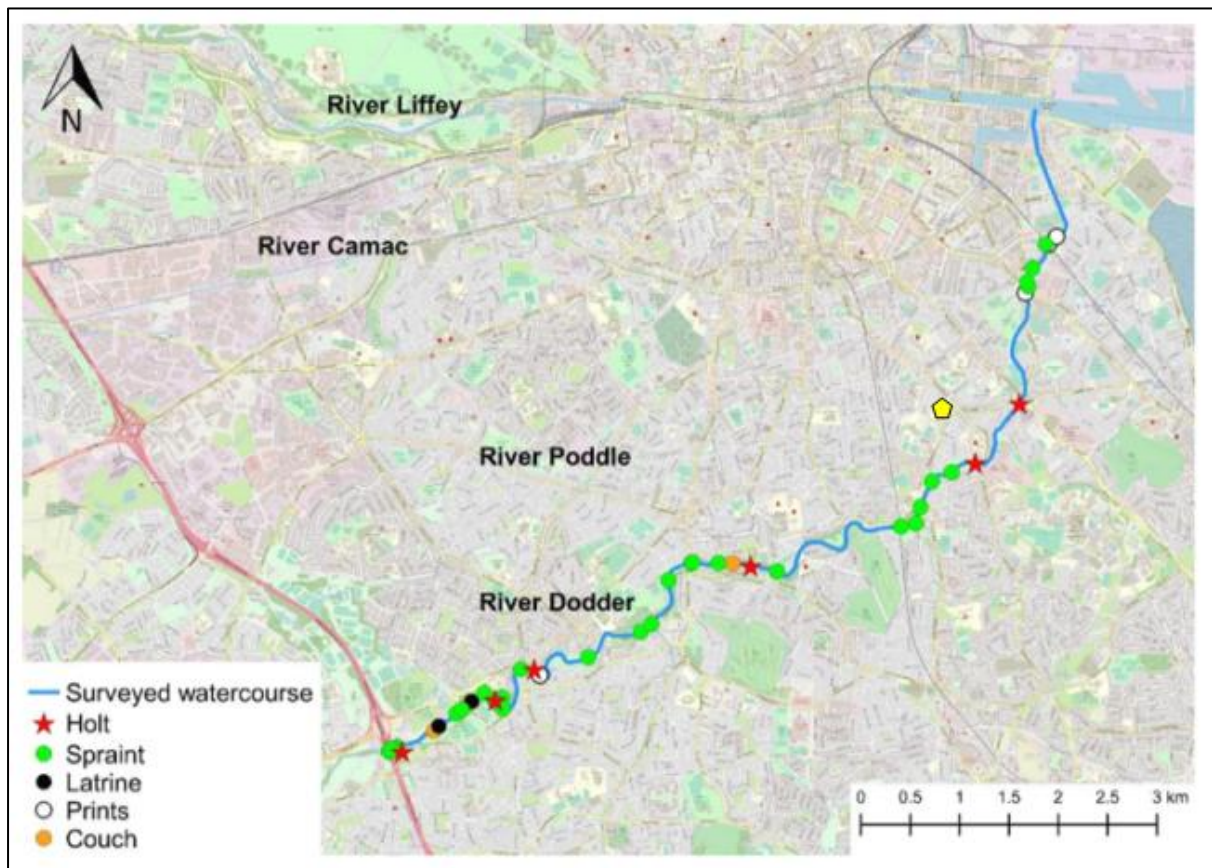 N
River Liffey
River Camac
River Poddle
River Dodder
Surveyed watercourse
Holt
Spraint
Latrine
Prints
Couch
0 0.5 1 1.5 2 2.5 3 km